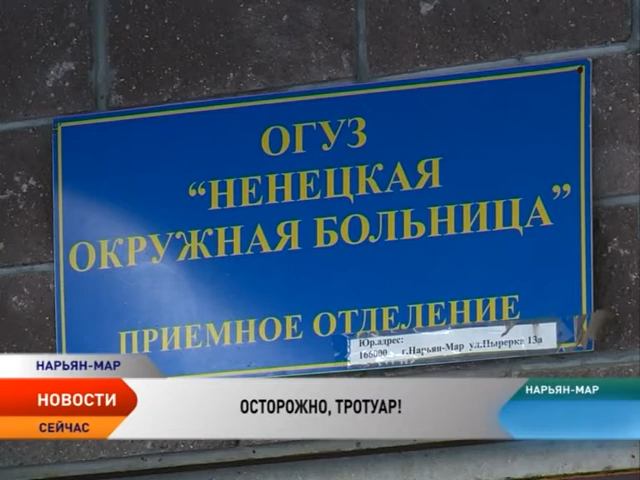 ОГУЗ
“НЕНЕЦКАЯ
ОКРУЖНАЯ БОЛЬНИЦА”
ПРИЕМНОЕ ОТДЕЛЕНИЕ
Юр.адрес:
166000 г.Нарьян-Мар ул.Пырерка 13а
НАРЬЯН-МАР
НОВОСТИ
СЕЙЧАС
ОСТОРОЖНО, ТРОТУАР!
НАРЬЯН-МАР